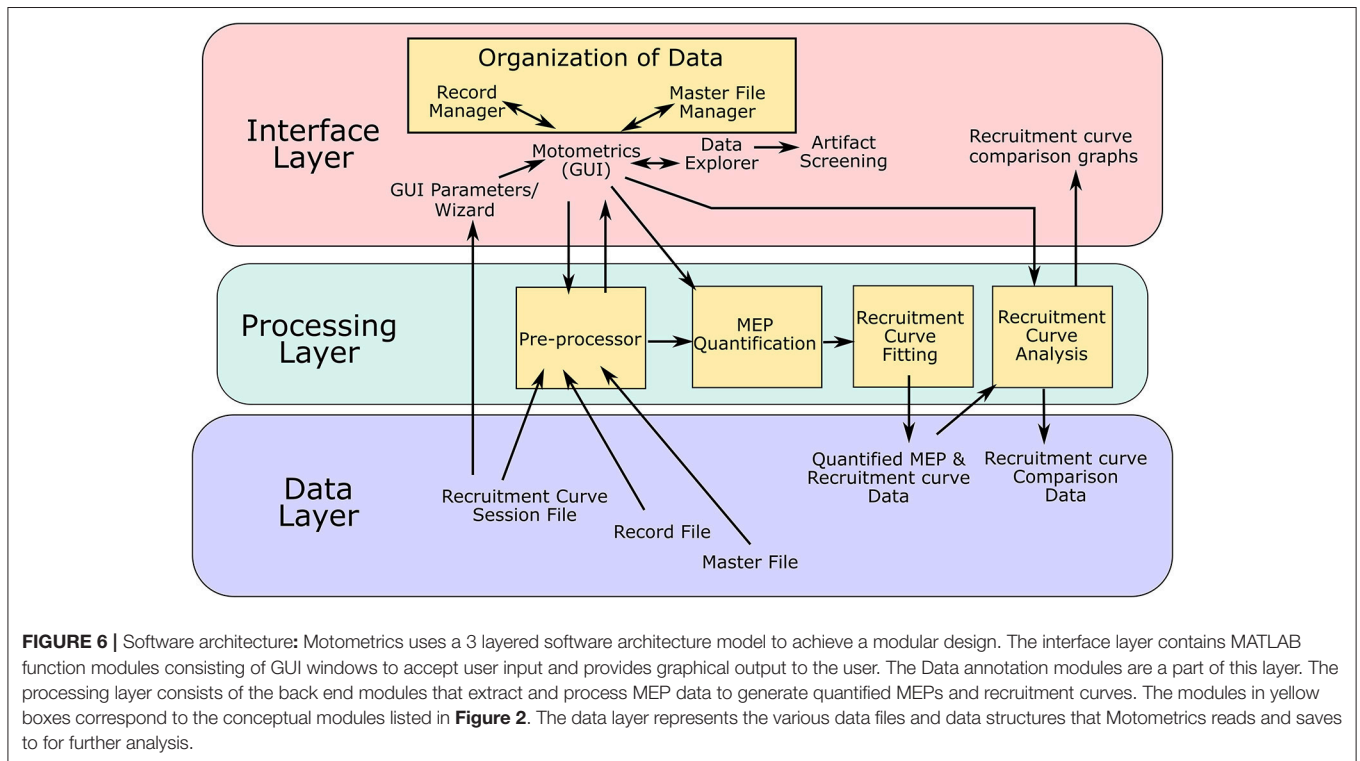 Organization of Data
Record
Manager
Master File
Manager
Interface
Layer
Motometrics
(GUI)
Data
Explorer
Artifact
Screening
Recruitment curve
comparison graphs
GUI Parameters/
Wizard
Processing
Layer
Pre-processor
MEP
Quantification
Recruitment
Curve
Fitting
Recruitment
Curve
Analysis
Data
Layer
Recruitment Curve
Session File
Record File
Master File
Quantified MEP &
Recruitment curve
Data
Recruitment curve
Comparison
Data
FIGURE 6 | Software architecture: Motometrics uses a 3 layered software architecture model to achieve a modular design. The interface layer contains MATLAB
function modules consisting of GUI windows to accept user input and provides graphical output to the user. The Data annotation modules are a part of this layer. The
processing layer consists of the back end modules that extract and process MEP data to generate quantified MEPs and recruitment curves. The modules in yellow
boxes correspond to the conceptual modules listed in Figure 2. The data layer represents the various data files and data structures that Motometrics reads and saves
to for further analysis.